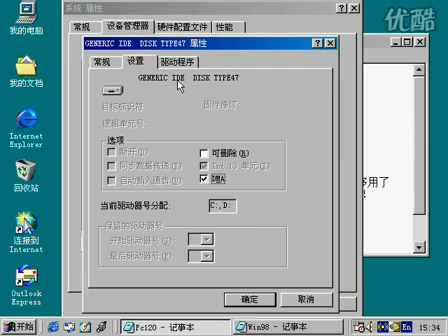 系统 属性
优酷
常规
设备管理器
硬件配置文件
性能
GENERIC IDE DISK TYPE47 属性
常规
设置
驱动程序
GENERIC IDE DISK TYPE47
目标标识符:
固件修订:
逻辑单元号:
选项
断开(D)
可删除(R)
同步数据传送(T)
Int 13 单元(I)
自动插入通告(A)
DMA
当前驱动器号分配:
C:,D:
保留的驱动器号
开始驱动器号(S)
最后驱动器号(E)
确定
取消
我的电脑
我的文档
Internet
Explorer
回收站
连接到
Internet
Outlook
Express
多用了
开始
Pc120 - 记事本
Win98 - 记事本
En
15:34